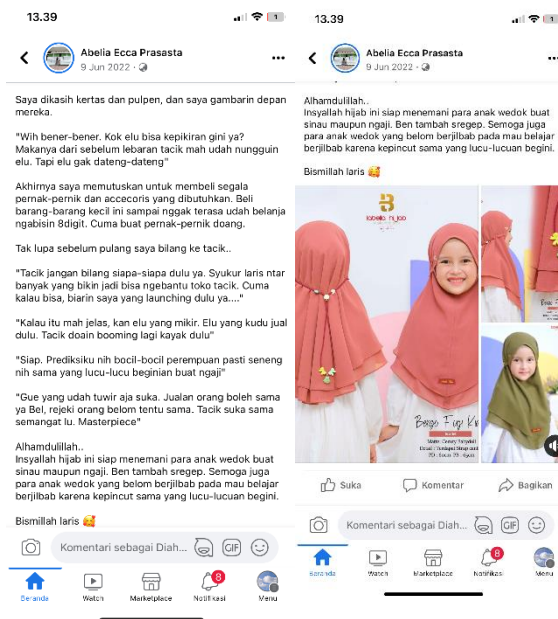 13.39
Abelia Ecca Prasasta
9 Jun 2022
Saya dikasih kertas dan pulpen, dan saya gambarin depan
mereka.
"Wih bener-bener. Kok elu bisa kepikiran gini ya?
Makanya dari sebelum lebaran tacik mah udah nungguin
elu. Tapi elu gak dateng-dateng"
Akhirnya saya memutuskan untuk membeli segala
pernak-pernik dan accecoris yang dibutuhkan. Beli
barang-barang kecil ini sampai nggak terasa udah belanja
ngabisin 8digit. Cuma buat pernak-pernik doang.
Tak lupa sebelum pulang saya bilang ke tacik..
"Tacik jangan bilang siapa-siapa dulu ya. Syukur laris ntar
banyak yang bikin jadi bisa ngebantu toko tacik. Cuma
kalau bisa, biarin saya yang launching dulu ya...."
"Kalau itu mah jelas, kan elu yang mikir. Elu yang kudu jual
dulu. Tacik doain booming lagi kayak dulu"
"Siap. Prediksiku nih bocil-bocil perempuan pasti seneng
nih sama yang lucu-lucu beginian buat ngaji"
"Gue yang udah tuwir aja suka. Jualan orang boleh sama
ya Bel, rejeki orang belom tentu sama. Tacik suka sama
semangat lu. Masterpiece"
Alhamdulillah..
Insyallah hijab ini siap menemani para anak wedok buat
sinau maupun ngaji. Ben tambah sregep. Semoga juga
para anak wedok yang belom berjilbab pada mau belajar
berjilbab karena kepincut sama yang lucu-lucuan begini.
Bismillah laris
Komentari sebagai Diah...
GIF
8
Beranda
Watch
Marketplace
Notifikasi
Menu
13.39
Abelia Ecca Prasasta
9 Jun 2022
Alhamdulillah..
Insyallah hijab ini siap menemani para anak wedok buat
sinau maupun ngaji. Ben tambah sregep. Semoga juga
para anak wedok yang belom berjilbab pada mau belajar
berjilbab karena kepincut sama yang lucu-lucuan begini.
Bismillah laris
labella hijab
Suka
Komentar
Bagikan
Komentari sebagai Diah...
GIF
8
Beranda
Watch
Marketplace
Notifikasi
Menu